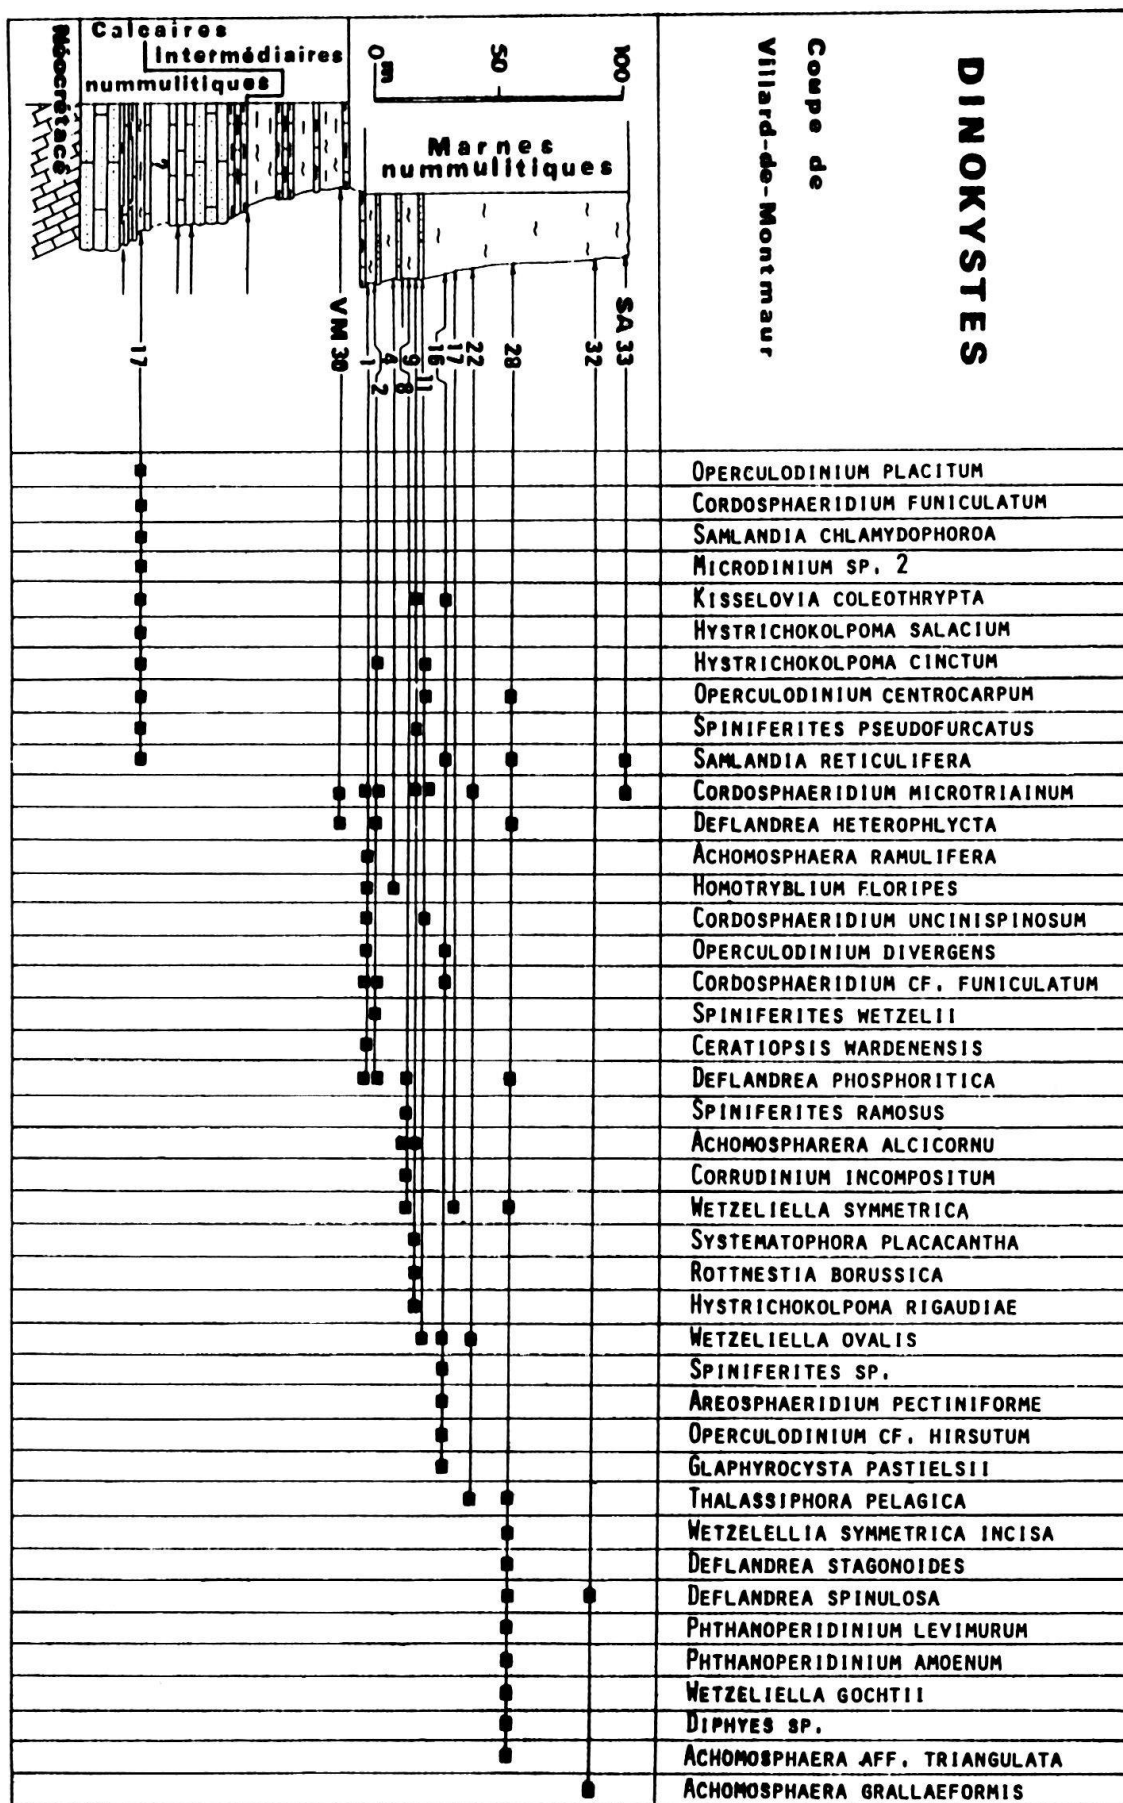 DINOKYSTES
Coupe de
Villard-de-Montmaur
Néocrétacé
Calcaires
Intermédiaires
nummulitiques
?
0 m
50
100
Marnes
nummulitiques
17
VM 30
1
2
4
8
9
11
16
17
22
28
32
SA 33
OPERCULODINIUM PLACITUM
CORDOSPHAERIDIUM FUNICULATUM
SAMLANDIA CHLAMYDOPHOROA
MICRODINIUM SP. 2
KISSELOVIA COLEOTHRYPTA
HYSTRICHOKOLPOMA SALACIUM
HYSTRICHOKOLPOMA CINCTUM
OPERCULODINIUM CENTROCARPUM
SPINIFERITES PSEUDOFURCATUS
SAMLANDIA RETICULIFERA
CORDOSPHAERIDIUM MICROTRIAINUM
DEFLANDREA HETEROPHLYCTA
ACHOMOSPHAERA RAMULIFERA
HOMOTRYBLIUM FLORIPES
CORDOSPHAERIDIUM UNCINISPINOSUM
OPERCULODINIUM DIVERGENS
CORDOSPHAERIDIUM CF. FUNICULATUM
SPINIFERITES WETZELII
CERATIOPSIS WARDENENSIS
DEFLANDREA PHOSPHORITICA
SPINIFERITES RAMOSUS
ACHOMOSPHARERA ALCICORNU
CORRUDINIUM INCOMPOSITUM
WETZELIELLA SYMMETRICA
SYSTEMATOPHORA PLACACANTHA
ROTTNESTIA BORUSSICA
HYSTRICHOKOLPOMA RIGAUDIAE
WETZELIELLA OVALIS
SPINIFERITES SP.
AREOSPHAERIDIUM PECTINIFORME
OPERCULODINIUM CF. HIRSUTUM
GLAPHYROCYSTA PASTIELSII
THALASSIPHORA PELAGICA
WETZELELLIA SYMMETRICA INCISA
DEFLANDREA STAGONOIDES
DEFLANDREA SPINULOSA
PHTHANOPERIDINIUM LEVIMURUM
PHTHANOPERIDINIUM AMOENUM
WETZELIELLA GOCHTII
DIPHYES SP.
ACHOMOSPHAERA AFF. TRIANGULATA
ACHOMOSPHAERA GRALLAEFORMIS